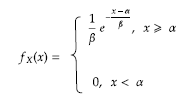 f_X(x) = { 1/β e^{-(x-α)/β}, x ⩾ α
0, x < α